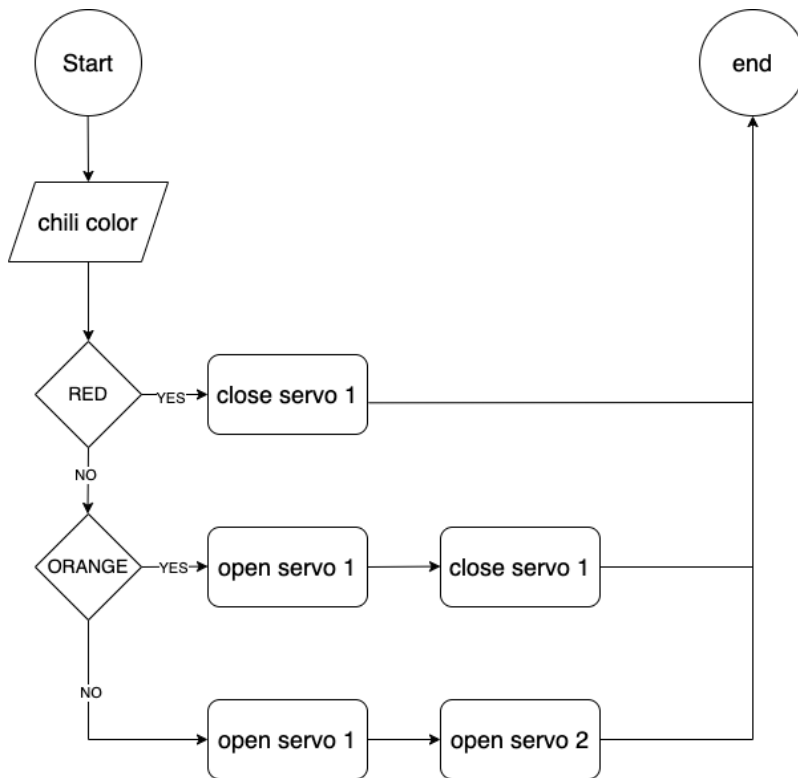 Start
end
chili color
RED
YES
close servo 1
NO
ORANGE
YES
open servo 1
close servo 1
NO
open servo 1
open servo 2